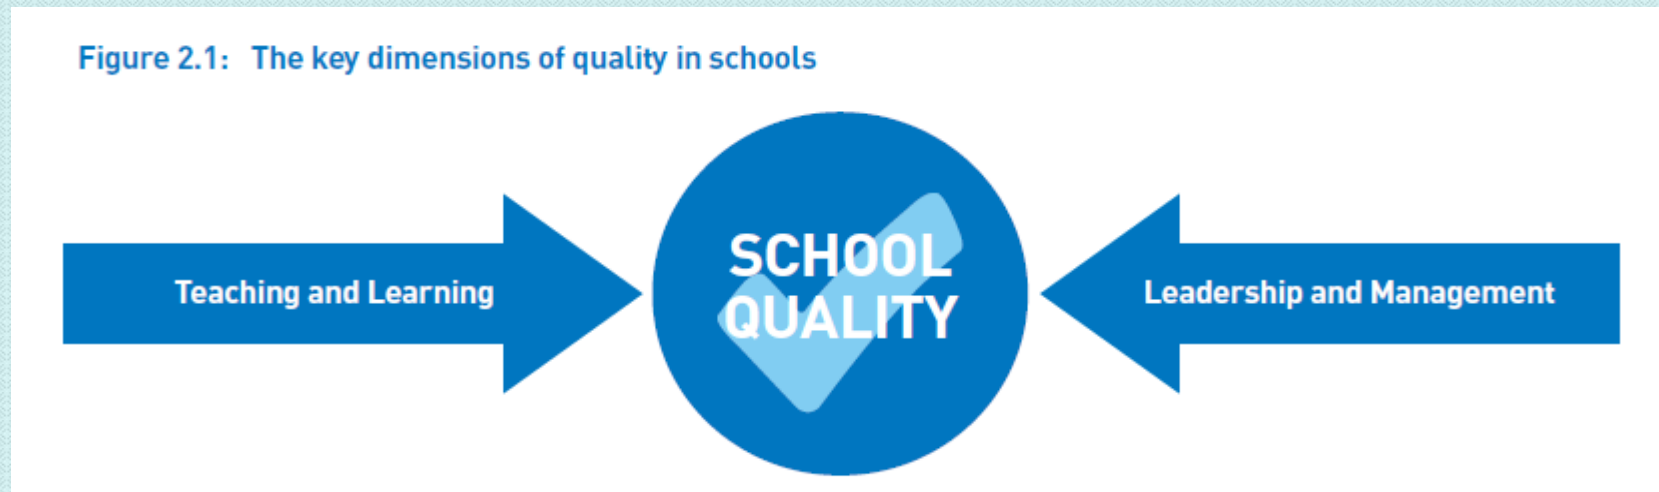 Figure 2.1: The key dimensions of quality in schools
Teaching and Learning
SCHOOL
QUALITY
Leadership and Management